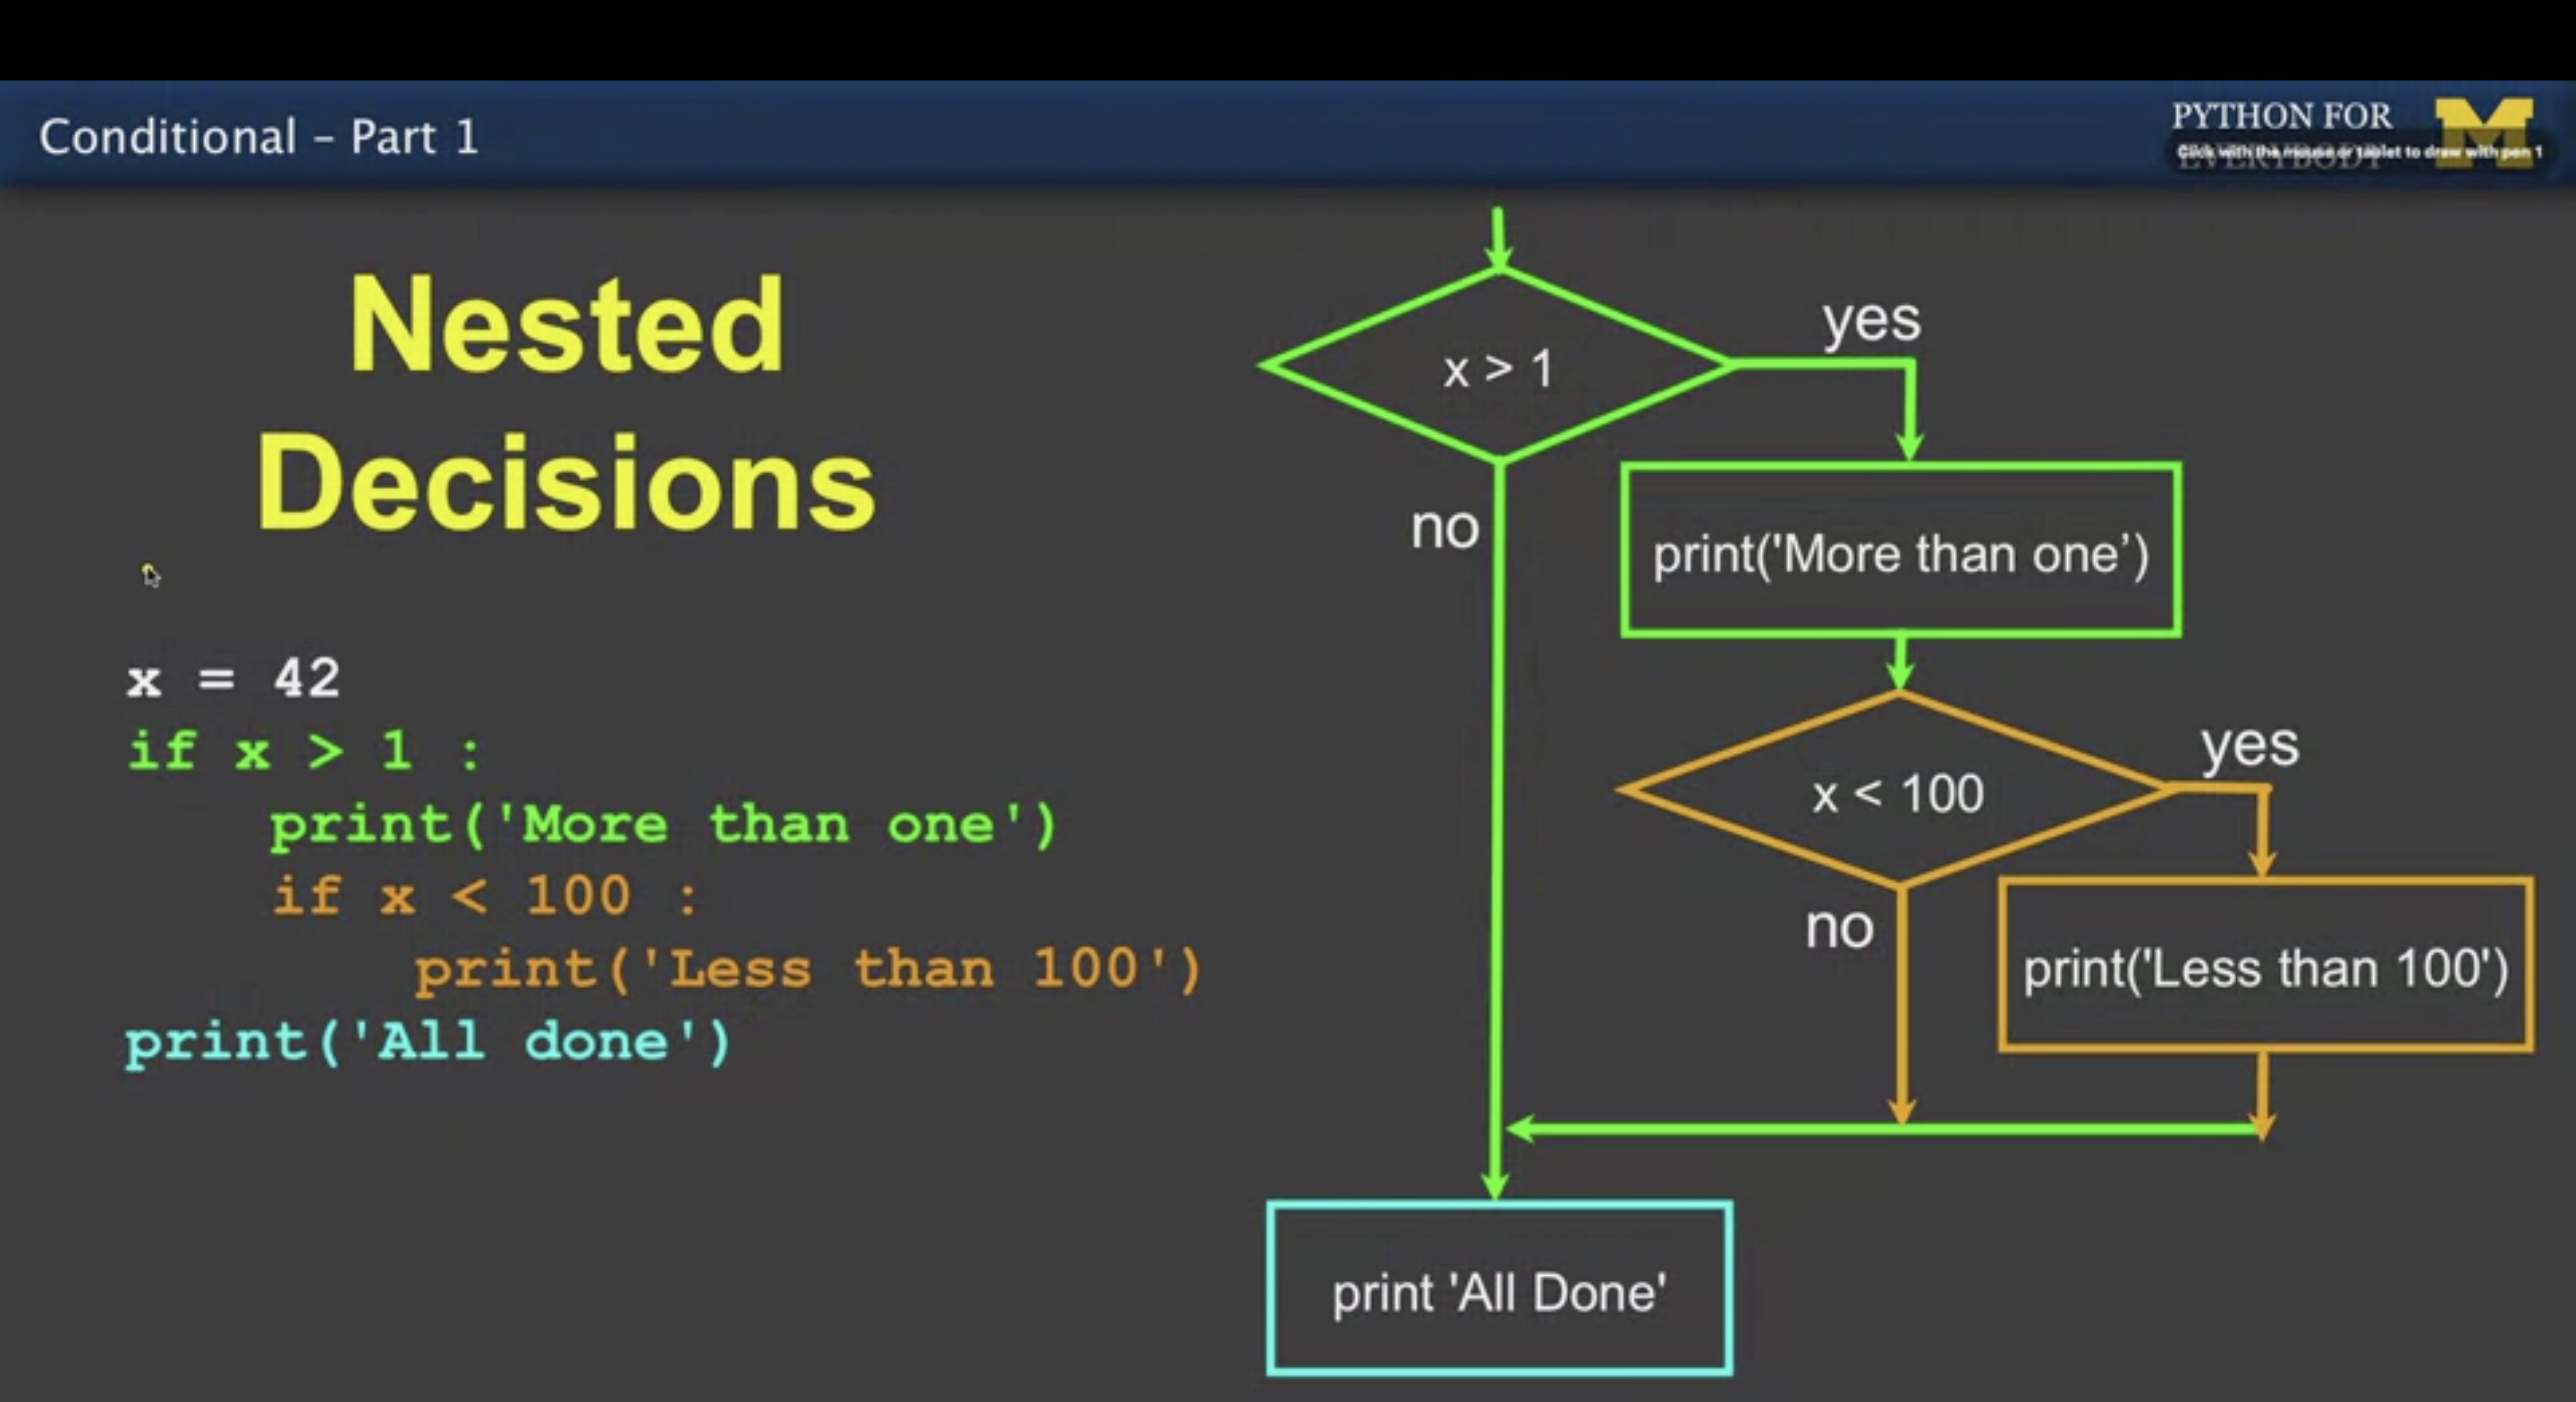 Conditional – Part 1
PYTHON FOR
EVERYBODY
Click with the mouse or tablet to draw with pen 1
Nested
Decisions
x = 42
if x > 1 :
    print('More than one')
    if x < 100 :
        print('Less than 100')
print('All done')
x > 1
yes
no
print('More than one’)
x < 100
yes
no
print('Less than 100')
print 'All Done'